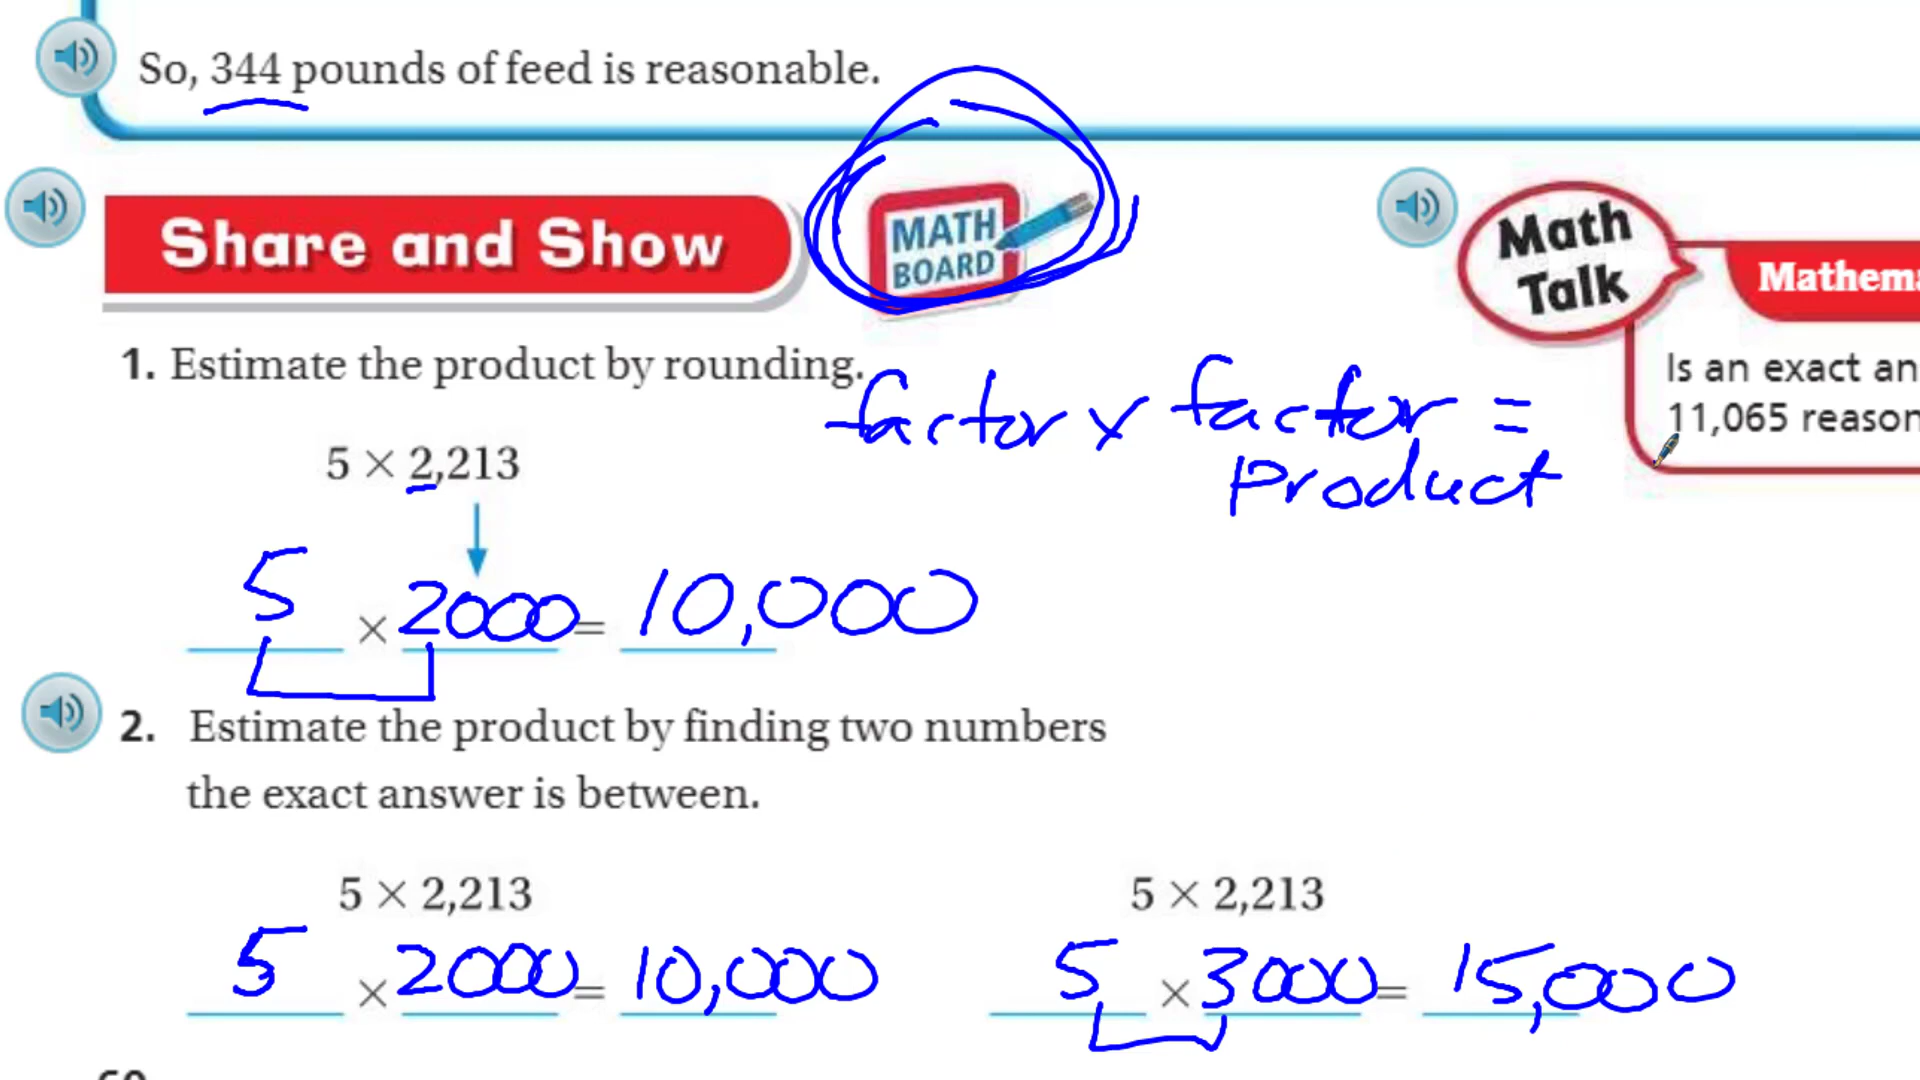 So, 344 pounds of feed is reasonable.
Share and Show
MATH
BOARD
Math
Talk
1. Estimate the product by rounding.
factor x factor =
Product
Is an exact an
11,065 reason
5 × 2,213
5 × 2000 = 10,000
2. Estimate the product by finding two numbers
the exact answer is between.
5 × 2,213
5 × 2000 = 10,000
5 × 2,213
5 × 3000 = 15,000